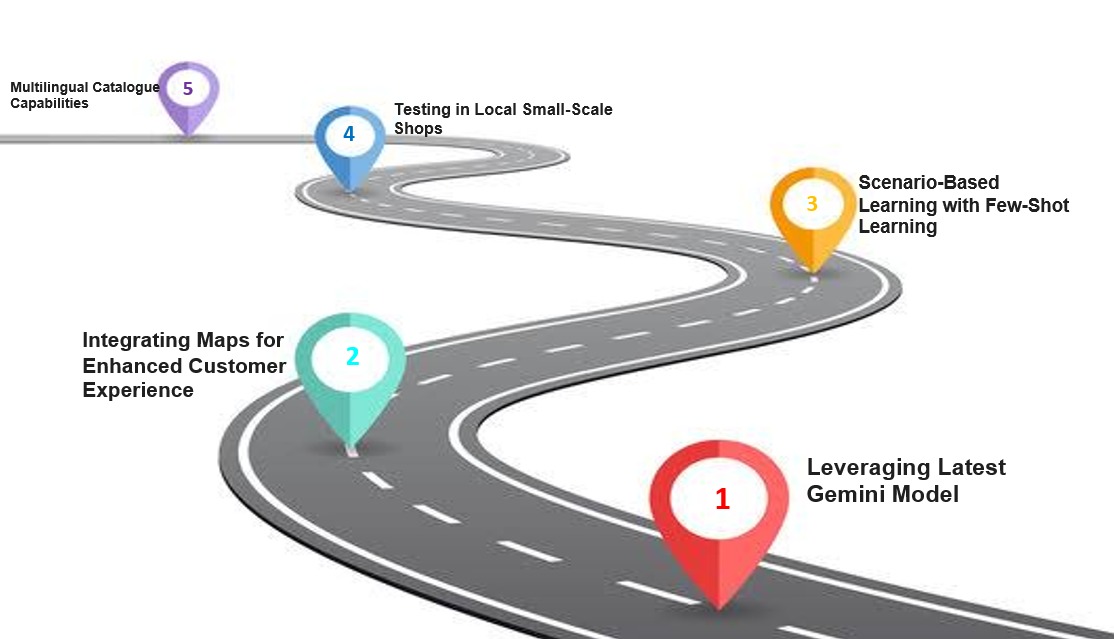 Multilingual Catalogue
Capabilities
5
4
Testing in Local Small-Scale
Shops
3
Scenario-Based
Learning with Few-Shot
Learning
Integrating Maps for
Enhanced Customer
Experience
2
1
Leveraging Latest
Gemini Model